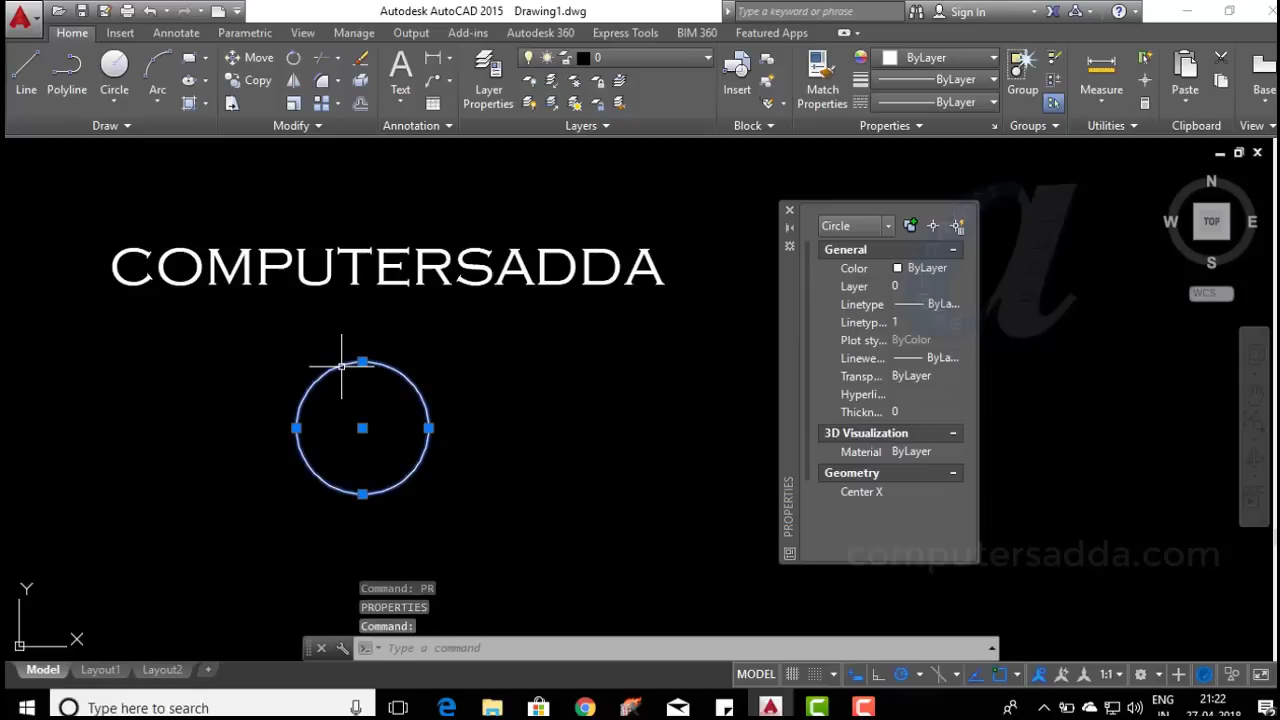 Autodesk AutoCAD 2015 Drawing1.dwg
Type a keyword or phrase
Sign In
Home Insert Annotate Parametric View Manage Output Add-ins Autodesk 360 Express Tools BIM 360 Featured Apps
Line Polyline Circle Arc
Move
Copy
Text
Layer Properties
0
Insert
Match Properties
ByLayer
ByLayer
ByLayer
Group
Measure
Paste
Base
Draw Modify Annotation Layers Block Properties Groups Utilities Clipboard View
COMPUTERSADDA
N
W TOP E
S
WCS
Circle
General
Color ByLayer
Layer 0
Linetype ByLa...
Linetyp... 1
Plot sty... ByColor
Linewe... ByLa...
Transp... ByLayer
Hyperli...
Thickn... 0
3D Visualization
Material ByLayer
Geometry
Center X
PROPERTIES
computersadda.com
Command: PR
PROPERTIES
Command:
Y
X
Type a command
Model Layout1 Layout2 +
MODEL 1:1
Type here to search
ENG 21:22
IN 27-04-2018